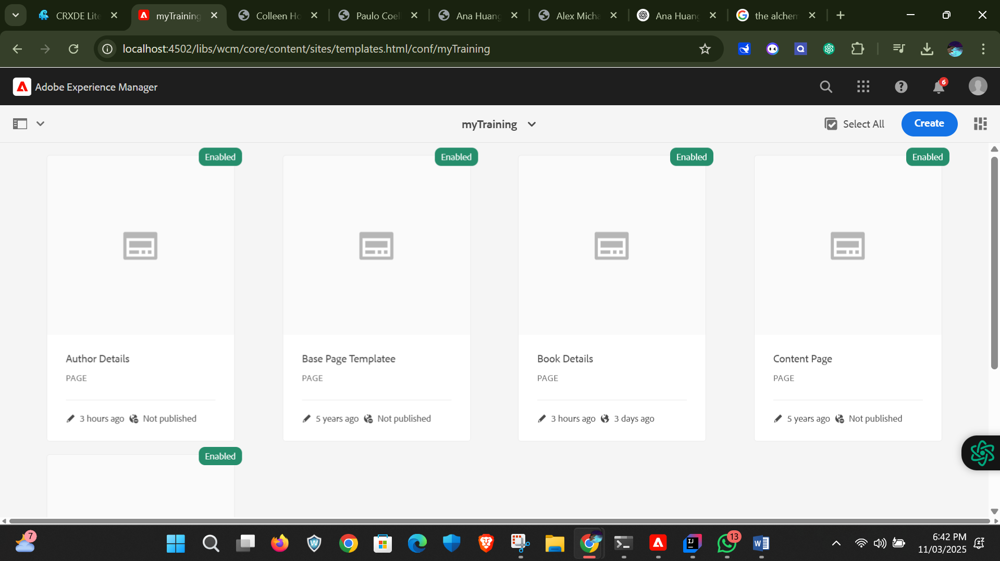 CRXDE Lite
myTraining
Colleen Ho
Paulo Coel
Ana Huang
Alex Micha
Ana Huang
the alchem
localhost:4502/libs/wcm/core/content/sites/templates.html/conf/myTraining
Adobe Experience Manager
6
myTraining
Select All
Create
Enabled
Enabled
Enabled
Enabled
Author Details
PAGE
3 hours ago Not published
Base Page Templatee
PAGE
5 years ago Not published
Book Details
PAGE
3 hours ago 3 days ago
Content Page
PAGE
5 years ago Not published
Enabled
7
13
6:42 PM
11/03/2025